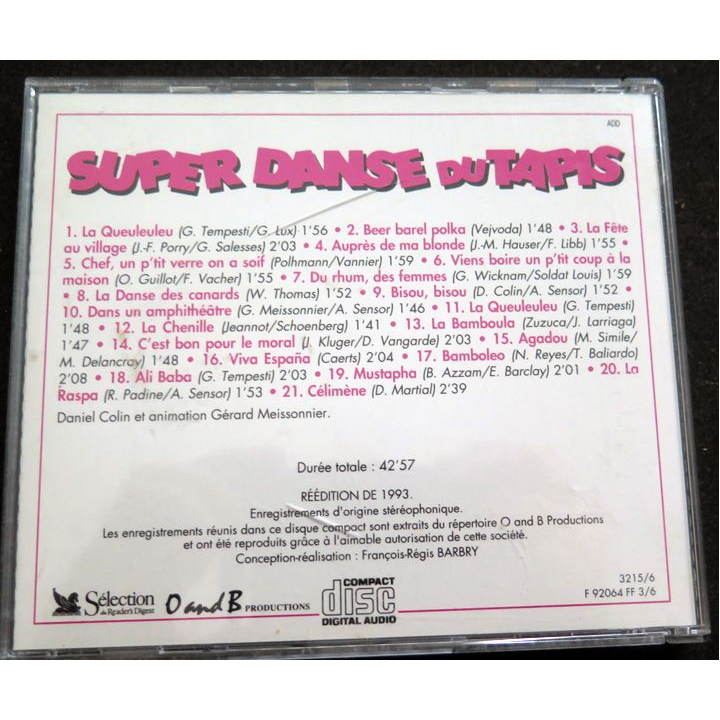 ADD
SUPER DANSE DU TAPIS
1. La Queuleuleu (G. Tempesti/G. Lux) 1'56 • 2. Beer barel polka (Vejvoda) 1'48 • 3. La Fête
au village (J.-F. Porry/G. Salesses) 2'03 • 4. Auprès de ma blonde (J.-M. Hauser/F. Libb) 1'55 •
5. Chef, un p'tit verre on a soif (Polhmann/Vannier) 1'59 • 6. Viens boire un p'tit coup à la
maison (O. Guillot/F. Vacher) 1'55 • 7. Du rhum, des femmes (G. Wicknam/Soldat Louis) 1'59
• 8. La Danse des canards (W. Thomas) 1'52 • 9. Bisou, bisou (D. Colin/A. Sensor) 1'52 •
10. Dans un amphithéâtre (G. Meissonnier/A. Sensor) 1'46 • 11. La Queuleuleu (G. Tempesti)
1'48 • 12. La Chenille (Jeannot/Schoenberg) 1'41 • 13. La Bamboula (Zuzuca/J. Larriaga)
1'47 • 14. C'est bon pour le moral (J. Kluger/D. Vangarde) 2'03 • 15. Agadou (M. Simile/
M. Delancray) 1'48 • 16. Viva España (Caerts) 2'04 • 17. Bamboleo (N. Reyes/T. Baliardo)
2'08 • 18. Ali Baba (G. Tempesti) 2'03 • 19. Mustapha (B. Azzam/E. Barclay) 2'01 • 20. La
Raspa (R. Padine/A. Sensor) 1'53 • 21. Célimène (D. Martial) 2'39
Daniel Colin et animation Gérard Meissonnier.
Durée totale : 42'57
RÉÉDITION DE 1993.
Enregistrements d'origine stéréophonique.
Les enregistrements réunis dans ce disque compact sont extraits du répertoire O and B Productions
et ont été reproduits grâce à l'aimable autorisation de cette société.
Conception-réalisation : François-Régis BARBRY
Sélection
du Reader's Digest
O and B PRODUCTIONS
COMPACT
disc
DIGITAL AUDIO
3215/6
F 92064 FF 3/6